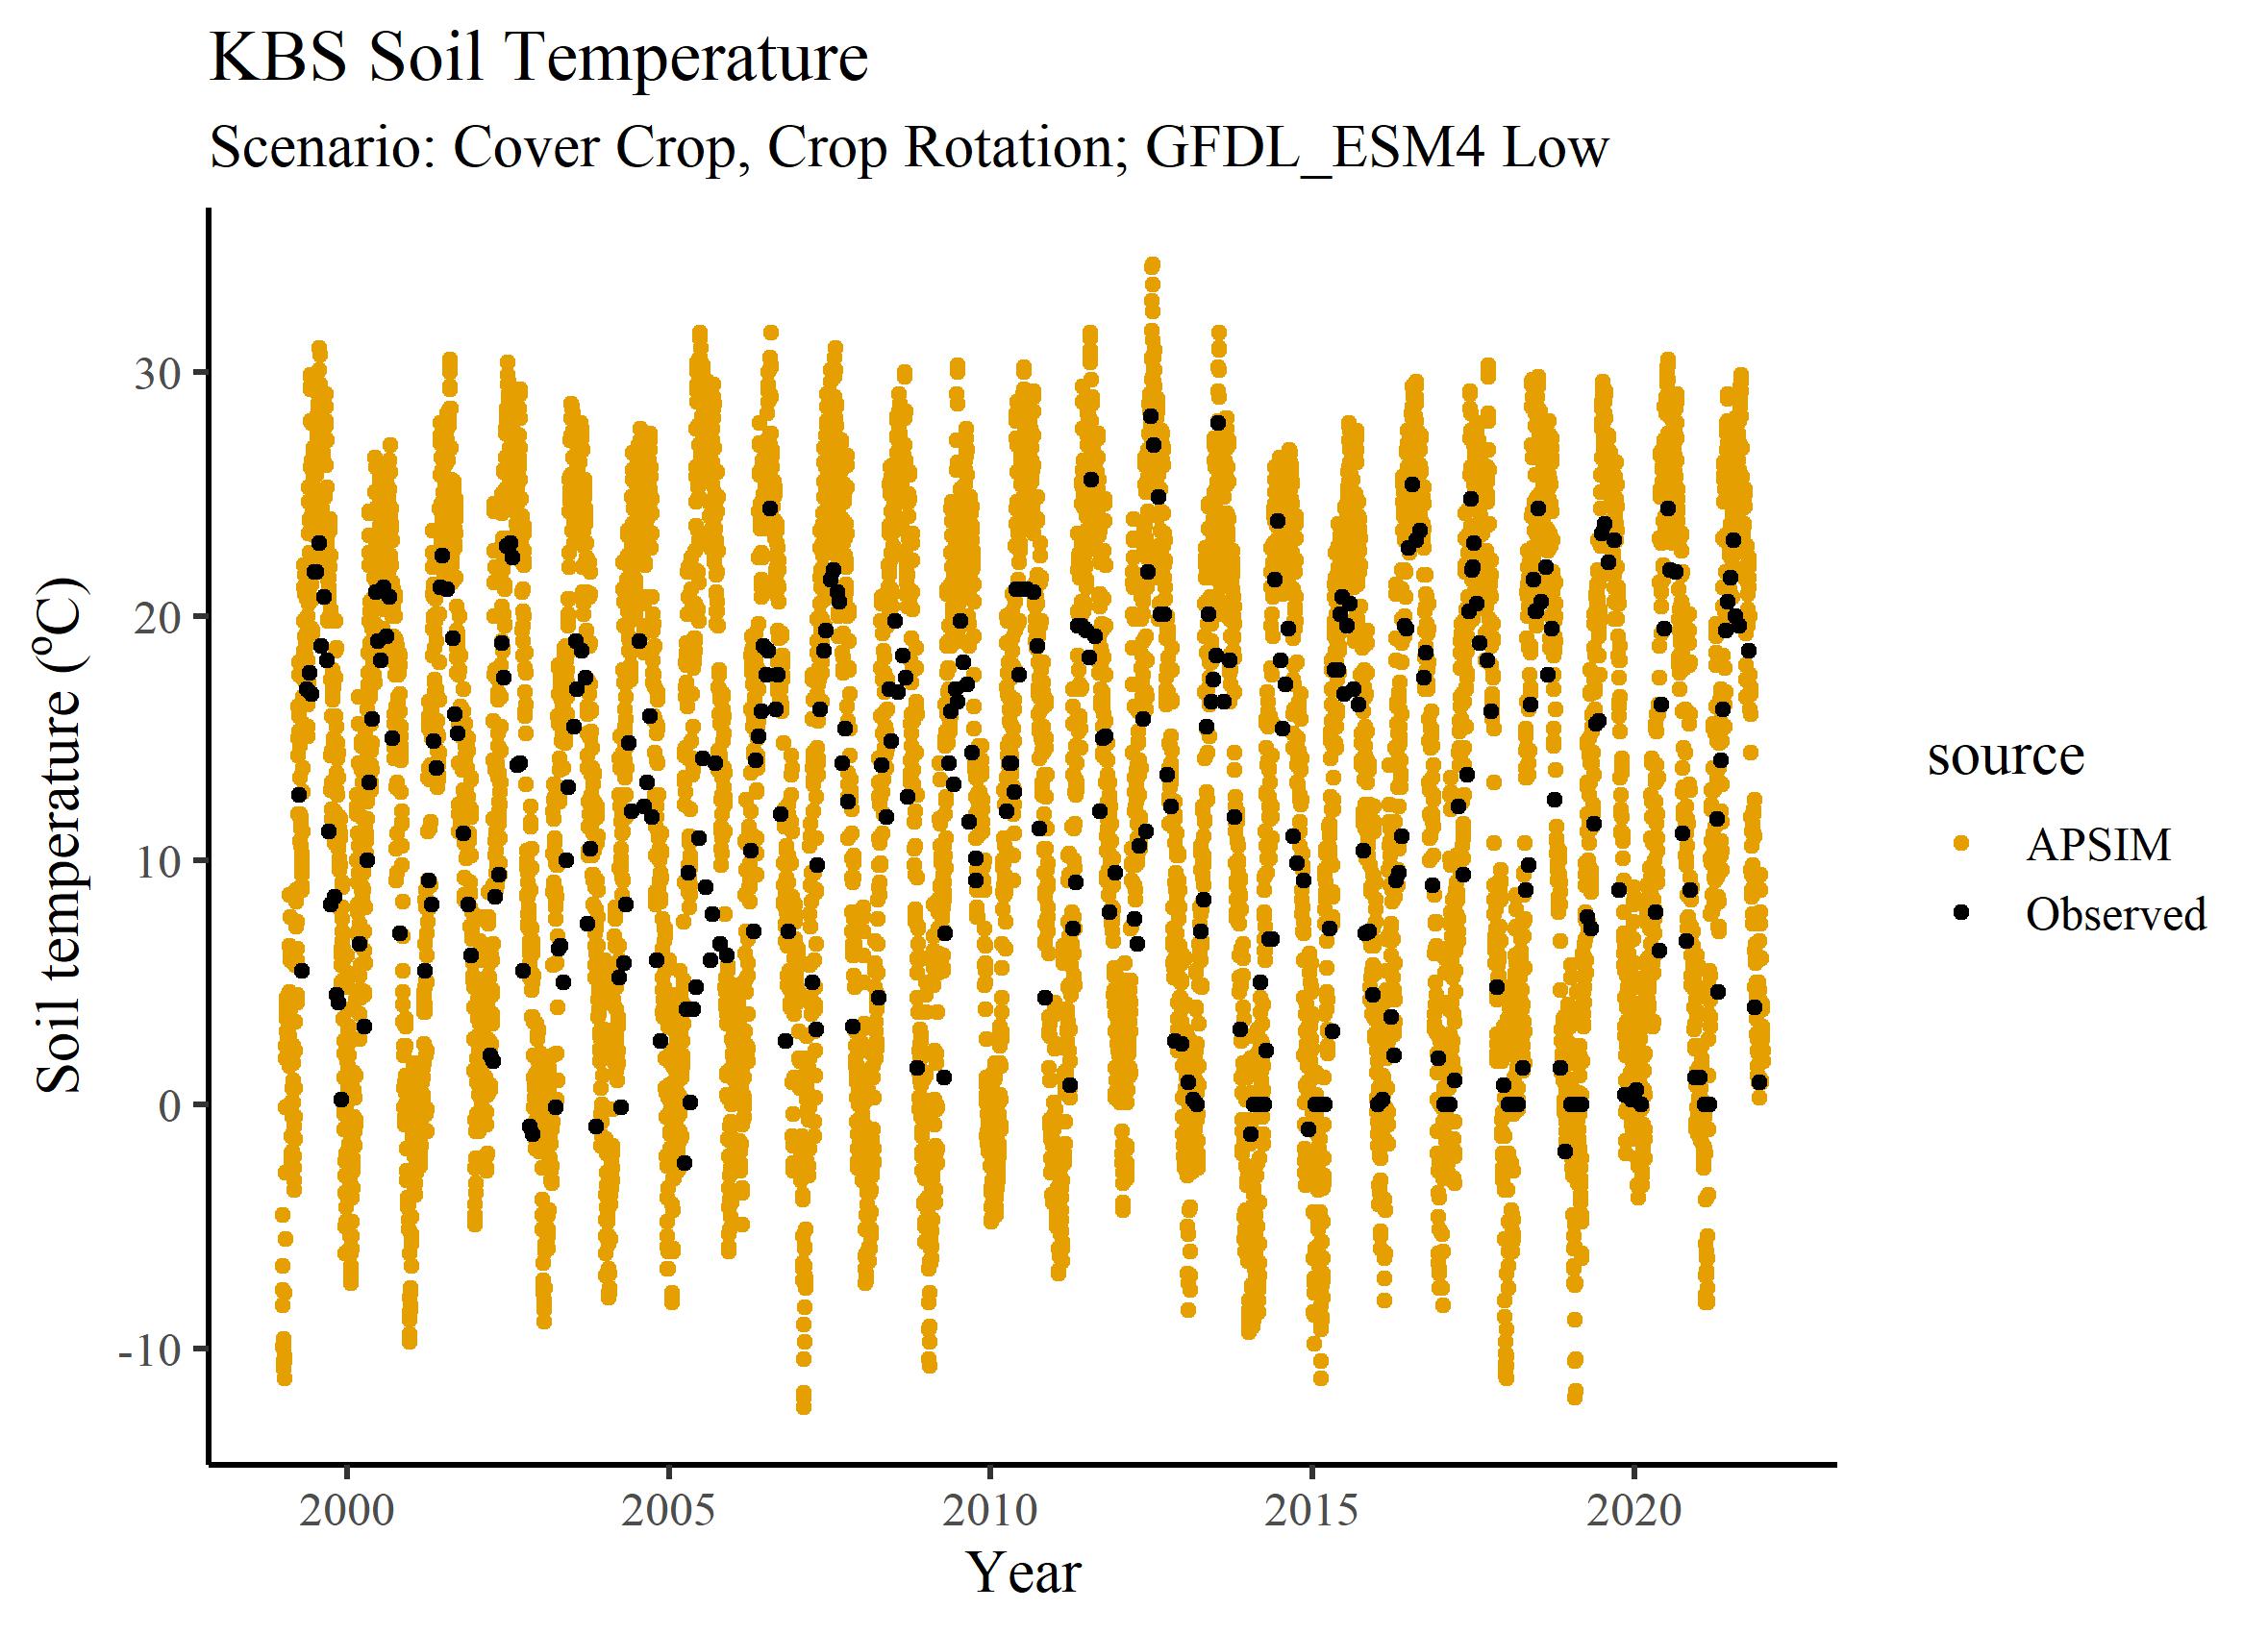 KBS Soil Temperature
Scenario: Cover Crop, Crop Rotation; GFDL_ESM4 Low
Soil temperature (°C)
30
20
10
0
-10
2000
2005
2010
2015
2020
Year
source
APSIM
Observed